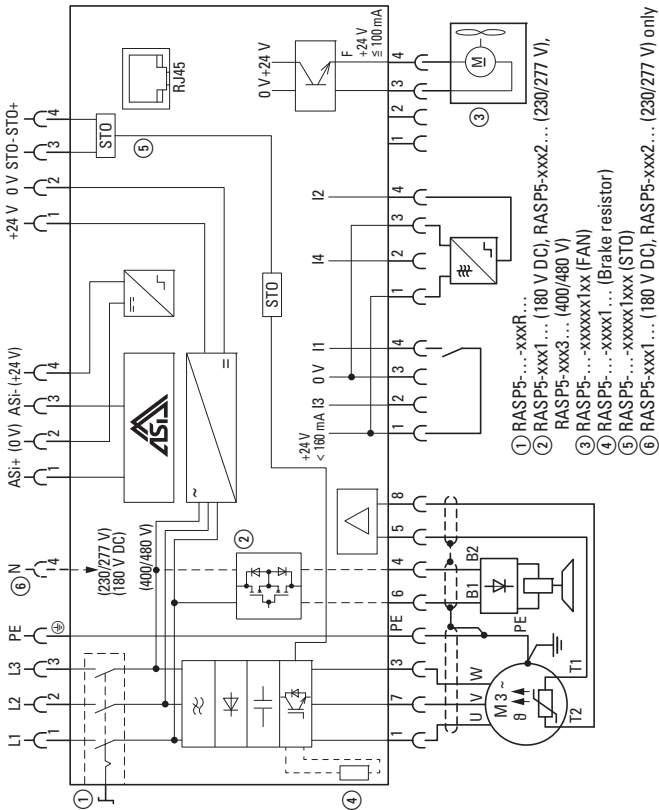 L1 L2 L3 PE N ASi+ (0 V) ASi- (+24 V) +24 V 0 V STO- STO+
⑥
1 2 3 4 1 2 3 4 1 2 3 4
①
(230/277 V)
(180 V DC)
(400/480 V)
ASi
~
=
STO
⑤
RJ45
STO
②
④
+24 V
< 160 mA
I3 0 V I1
I4 I2
0 V +24 V
F
+24 V
≦ 100 mA
1 7 3 PE 6 4 5 8 1 2 3 4 1 2 3 4 1 2 3 4
U V W
PE
B1 B2
M 3 ~
ϑ
T2 T1
M
③
① RASP5-...-xxxR...
② RASP5-xxx1... (180 V DC), RASP5-xxx2... (230/277 V),
RASP5-xxx3... (400/480 V)
③ RASP5-...-xxxxxx1xx (FAN)
④ RASP5-...-xxxx1... (Brake resistor)
⑤ RASP5-...-xxxxx1xxx (STO)
⑥ RASP5-xxx1... (180 V DC), RASP5-xxx2... (230/277 V) only